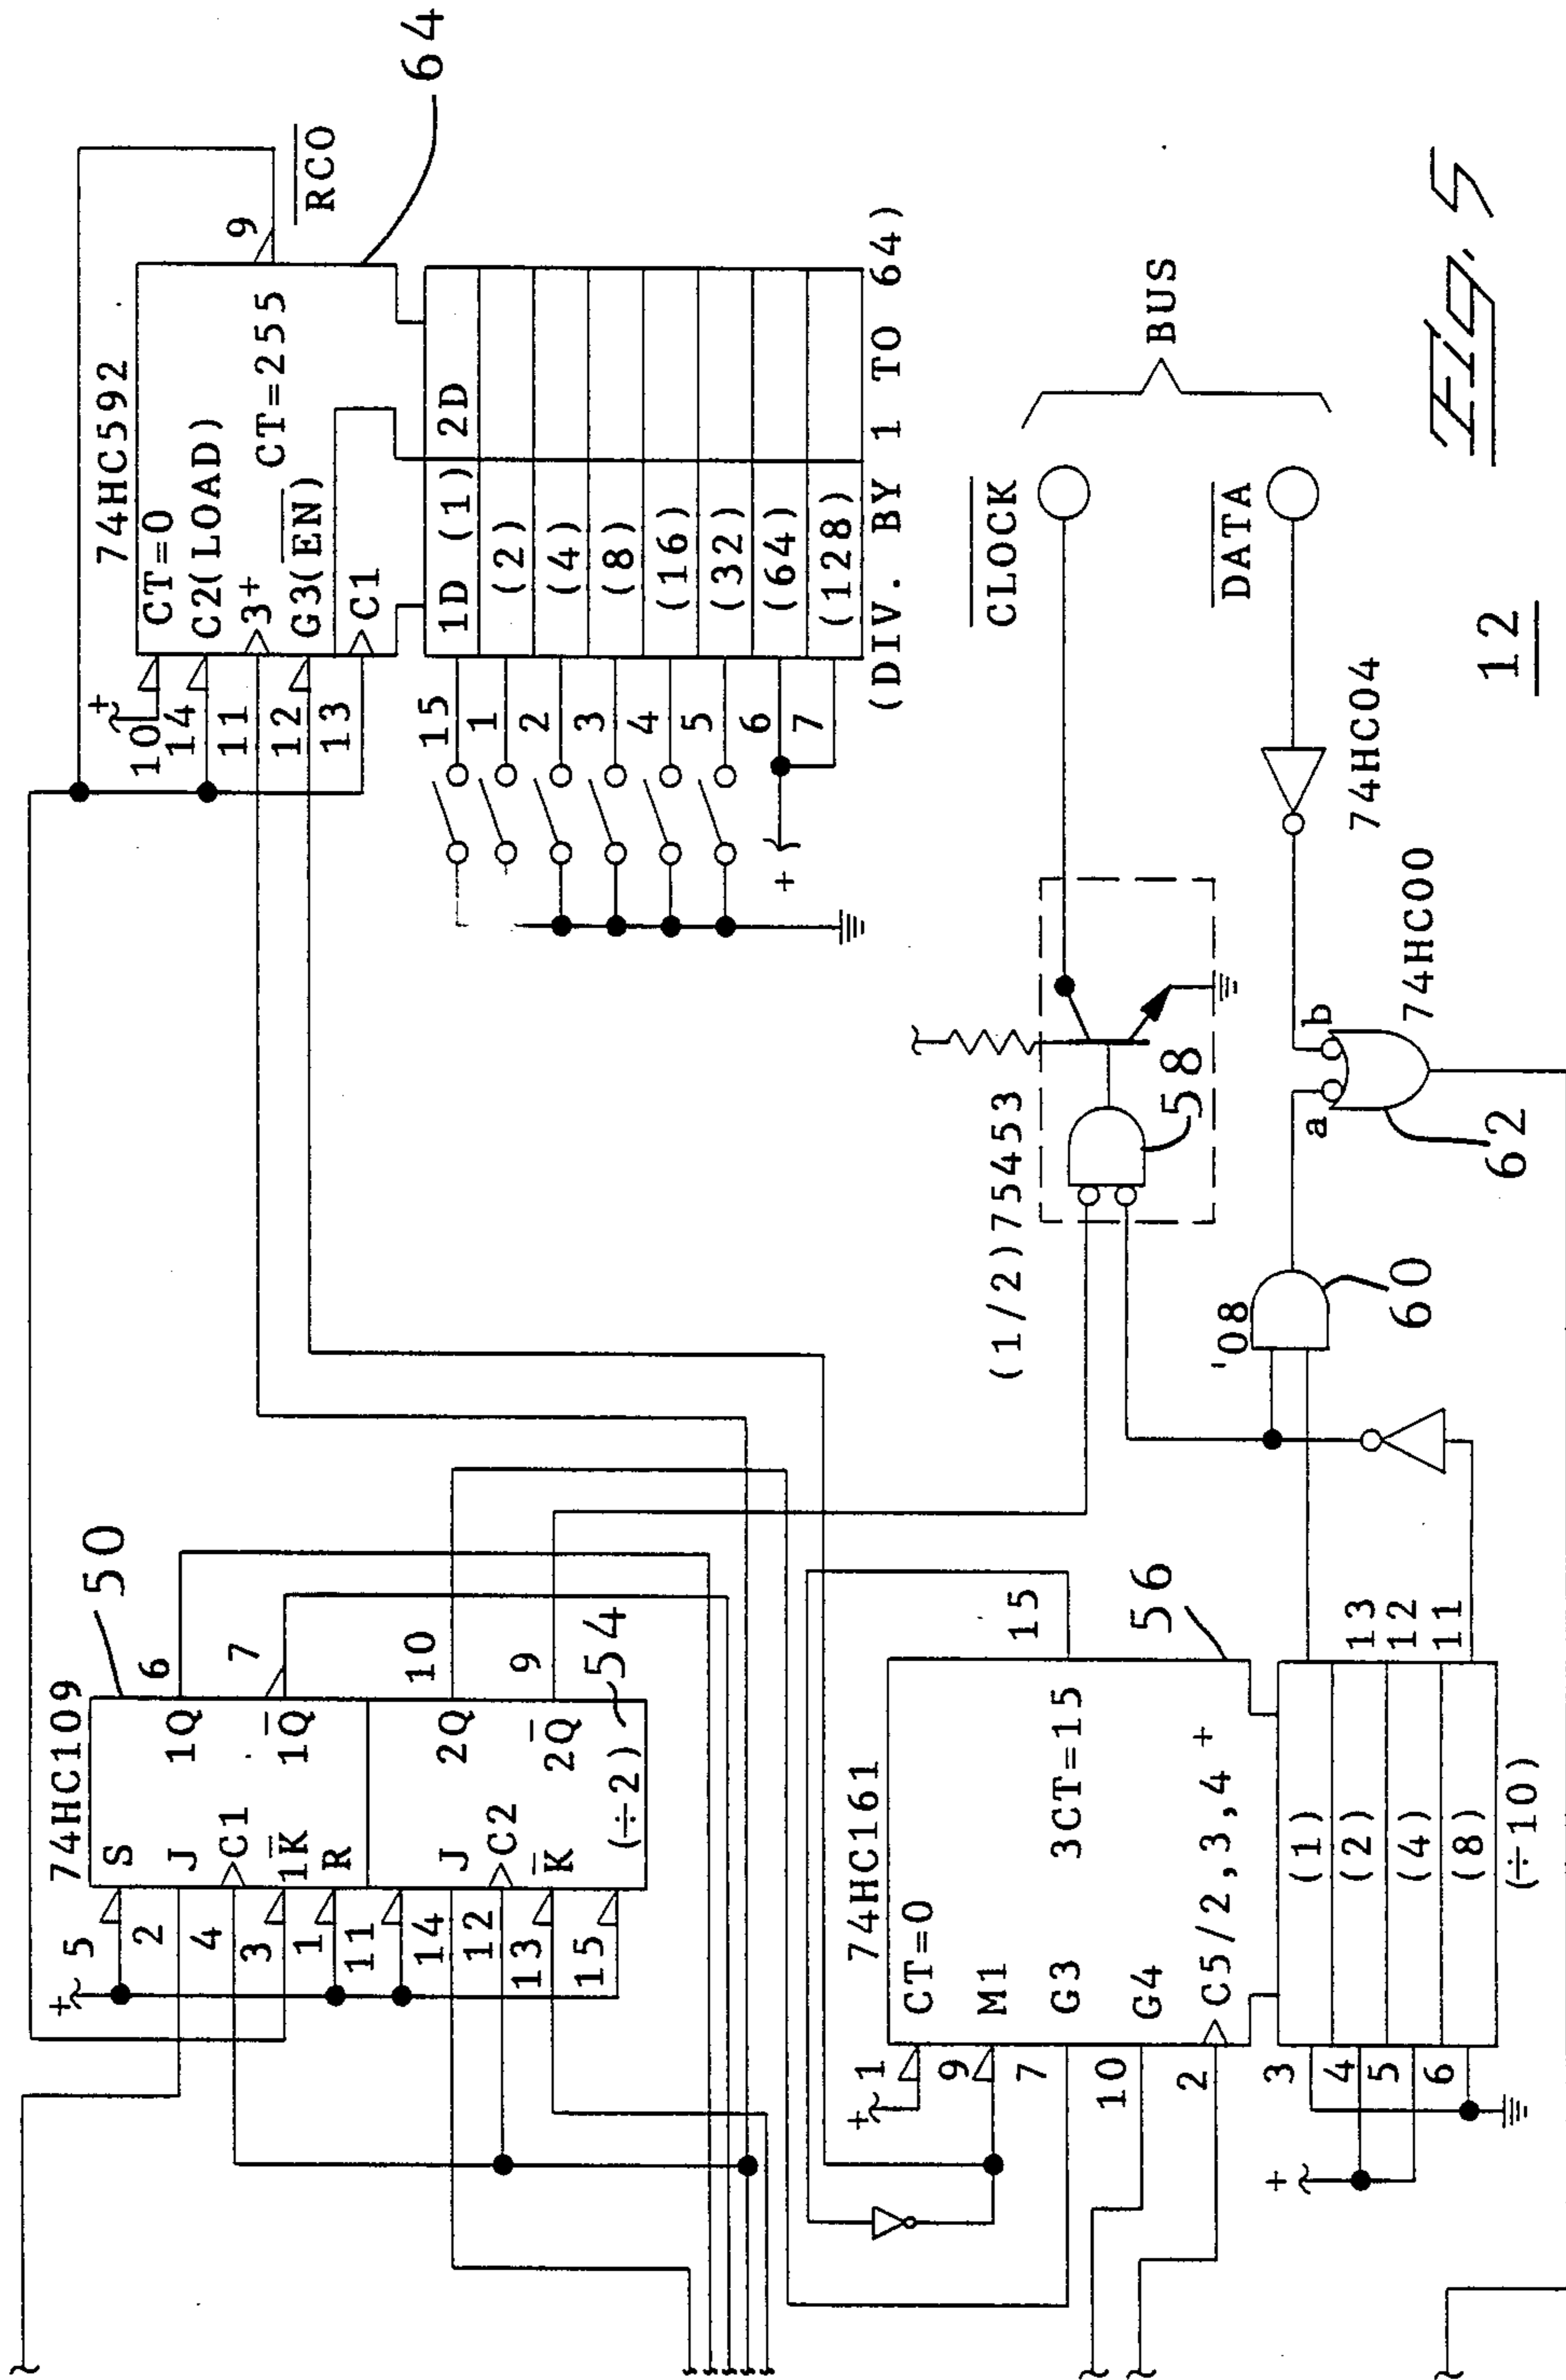 74HC109
50
S
1Q
6
J
C1
1K̅
1Q̅
7
R
J
2Q
10
C2
K̅
2Q̅
9
(÷2)
54
+
5
2
4
3
1
11
14
12
13
15
74HC592
CT=0
C2(LOAD)
3+
CT=255
G3(E̅N̅)
C1
9
R̅C̅O̅
64
+
10
14
11
12
13
1D (1) 2D
(2)
(4)
(8)
(16)
(32)
(64)
(128)
15
1
2
3
4
5
6
7
+
(DIV. BY 1 TO 64)
74HC161
CT=0
M1
G3
3CT=15
G4
C5/2,3,4 +
15
56
+
1
9
7
10
2
(1)
(2)
(4)
(8)
(÷10)
3
4
5
6
+
13
12
11
(1/2)75453
58
C̅L̅O̅C̅K̅
BUS
D̅A̅T̅A̅
'08
60
a
b
62
74HC00
74HC04
12
Fig. 5